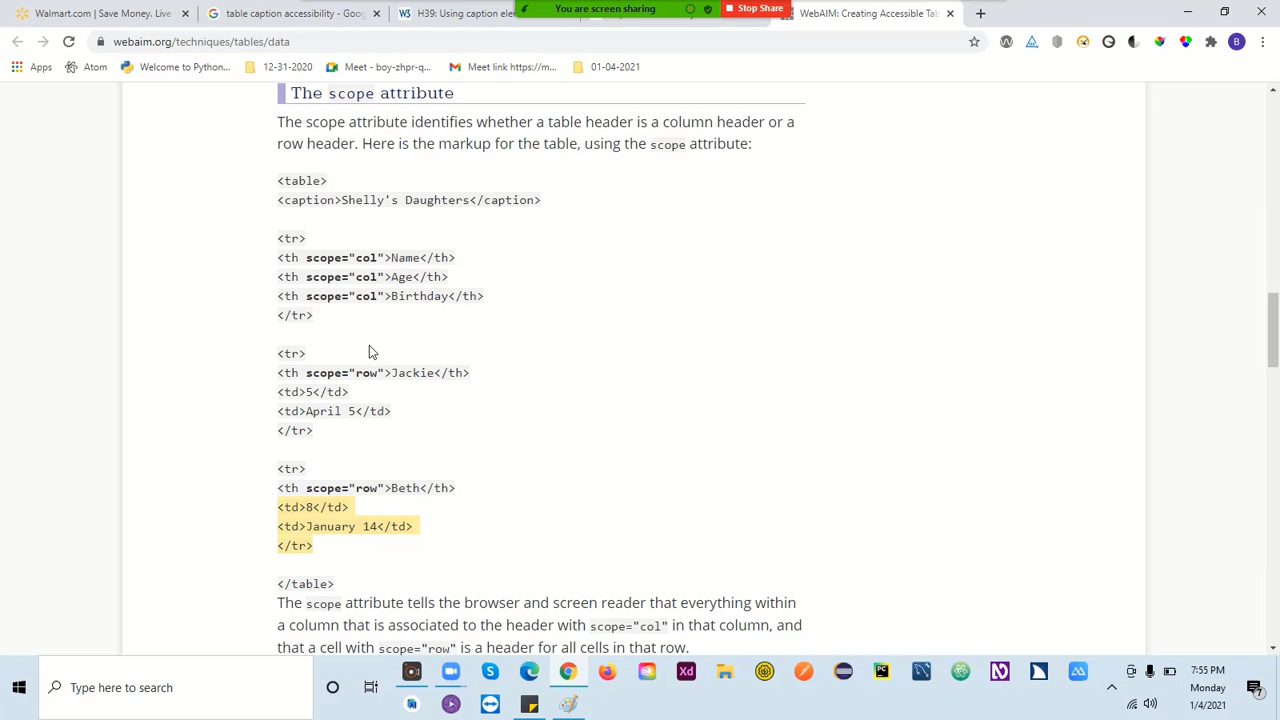 Walmart.com | Save Money. Live
table caption accessibility - Goo
H39: Using caption ele
You are screen sharing
Stop Share
WebAIM: Creating Accessible Tab
webaim.org/techniques/tables/data
B
Apps
Atom
Welcome to Python...
12-31-2020
Meet - boy-zhpr-q...
Meet link https://m...
01-04-2021
The scope attribute
The scope attribute identifies whether a table header is a column header or a
row header. Here is the markup for the table, using the scope attribute:
<table>
<caption>Shelly's Daughters</caption>
<tr>
<th scope="col">Name</th>
<th scope="col">Age</th>
<th scope="col">Birthday</th>
</tr>
<tr>
<th scope="row">Jackie</th>
<td>5</td>
<td>April 5</td>
</tr>
<tr>
<th scope="row">Beth</th>
<td>8</td>
<td>January 14</td>
</tr>
</table>
The scope attribute tells the browser and screen reader that everything within
a column that is associated to the header with scope="col" in that column, and
that a cell with scope="row" is a header for all cells in that row.
Type here to search
Xd
PC
7:55 PM
Monday
1/4/2021
7